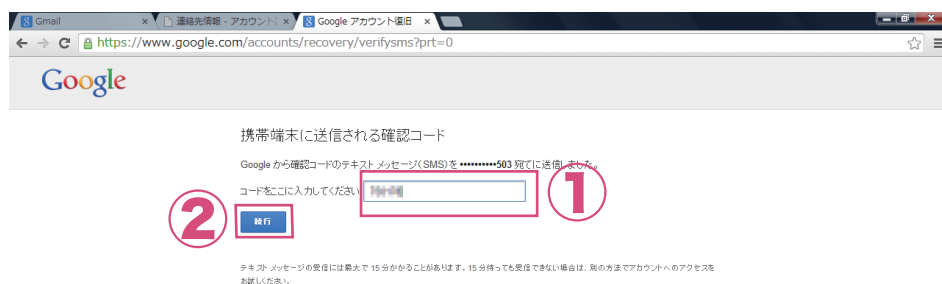 Gmail
連絡先情報 - アカウント
Google アカウント復旧
https://www.google.com/accounts/recovery/verifysms?prt=0
Google
携帯端末に送信される確認コード
Google から確認コードのテキスト メッセージ(SMS)を ••••••••••503 宛てに送信しました。
コードをここに入力してください
①
②
続行
テキスト メッセージの受信には最大で 15 分かかることがあります。15 分待っても受信できない場合は、別の方法でアカウントへのアクセスを
お試しください。